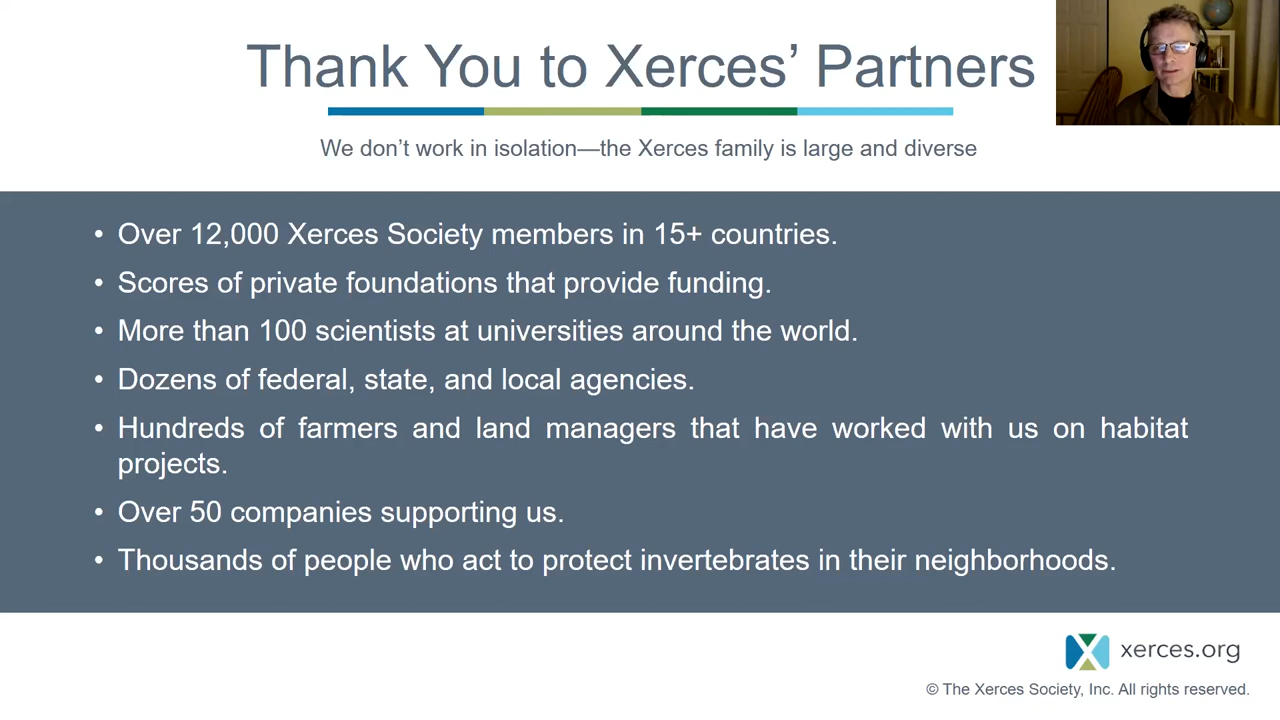 Thank You to Xerces’ Partners
We don’t work in isolation—the Xerces family is large and diverse
• Over 12,000 Xerces Society members in 15+ countries.
• Scores of private foundations that provide funding.
• More than 100 scientists at universities around the world.
• Dozens of federal, state, and local agencies.
• Hundreds of farmers and land managers that have worked with us on habitat
projects.
• Over 50 companies supporting us.
• Thousands of people who act to protect invertebrates in their neighborhoods.
xerces.org
© The Xerces Society, Inc. All rights reserved.